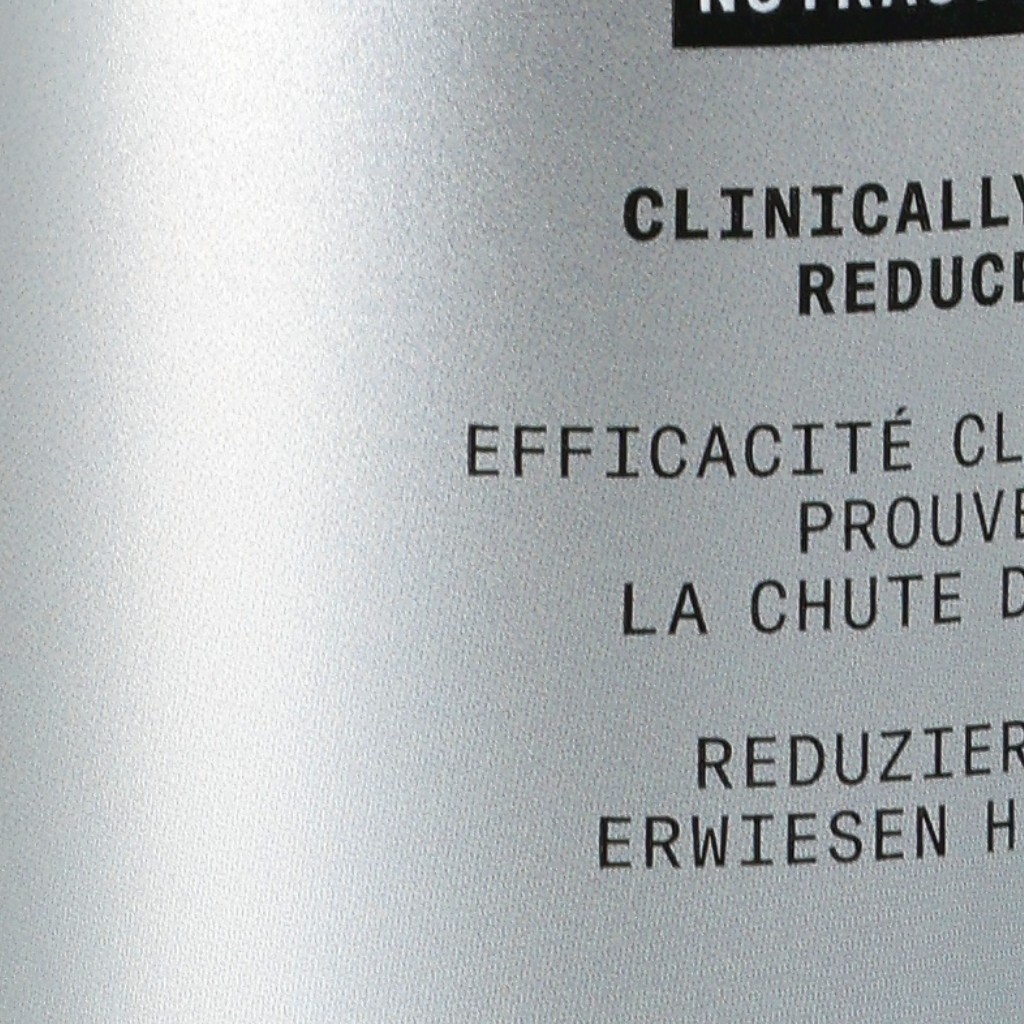 CLINICALLY
REDUCE
EFFICACITÉ CL
PROUVE
LA CHUTE D
REDUZIER
ERWIESEN H